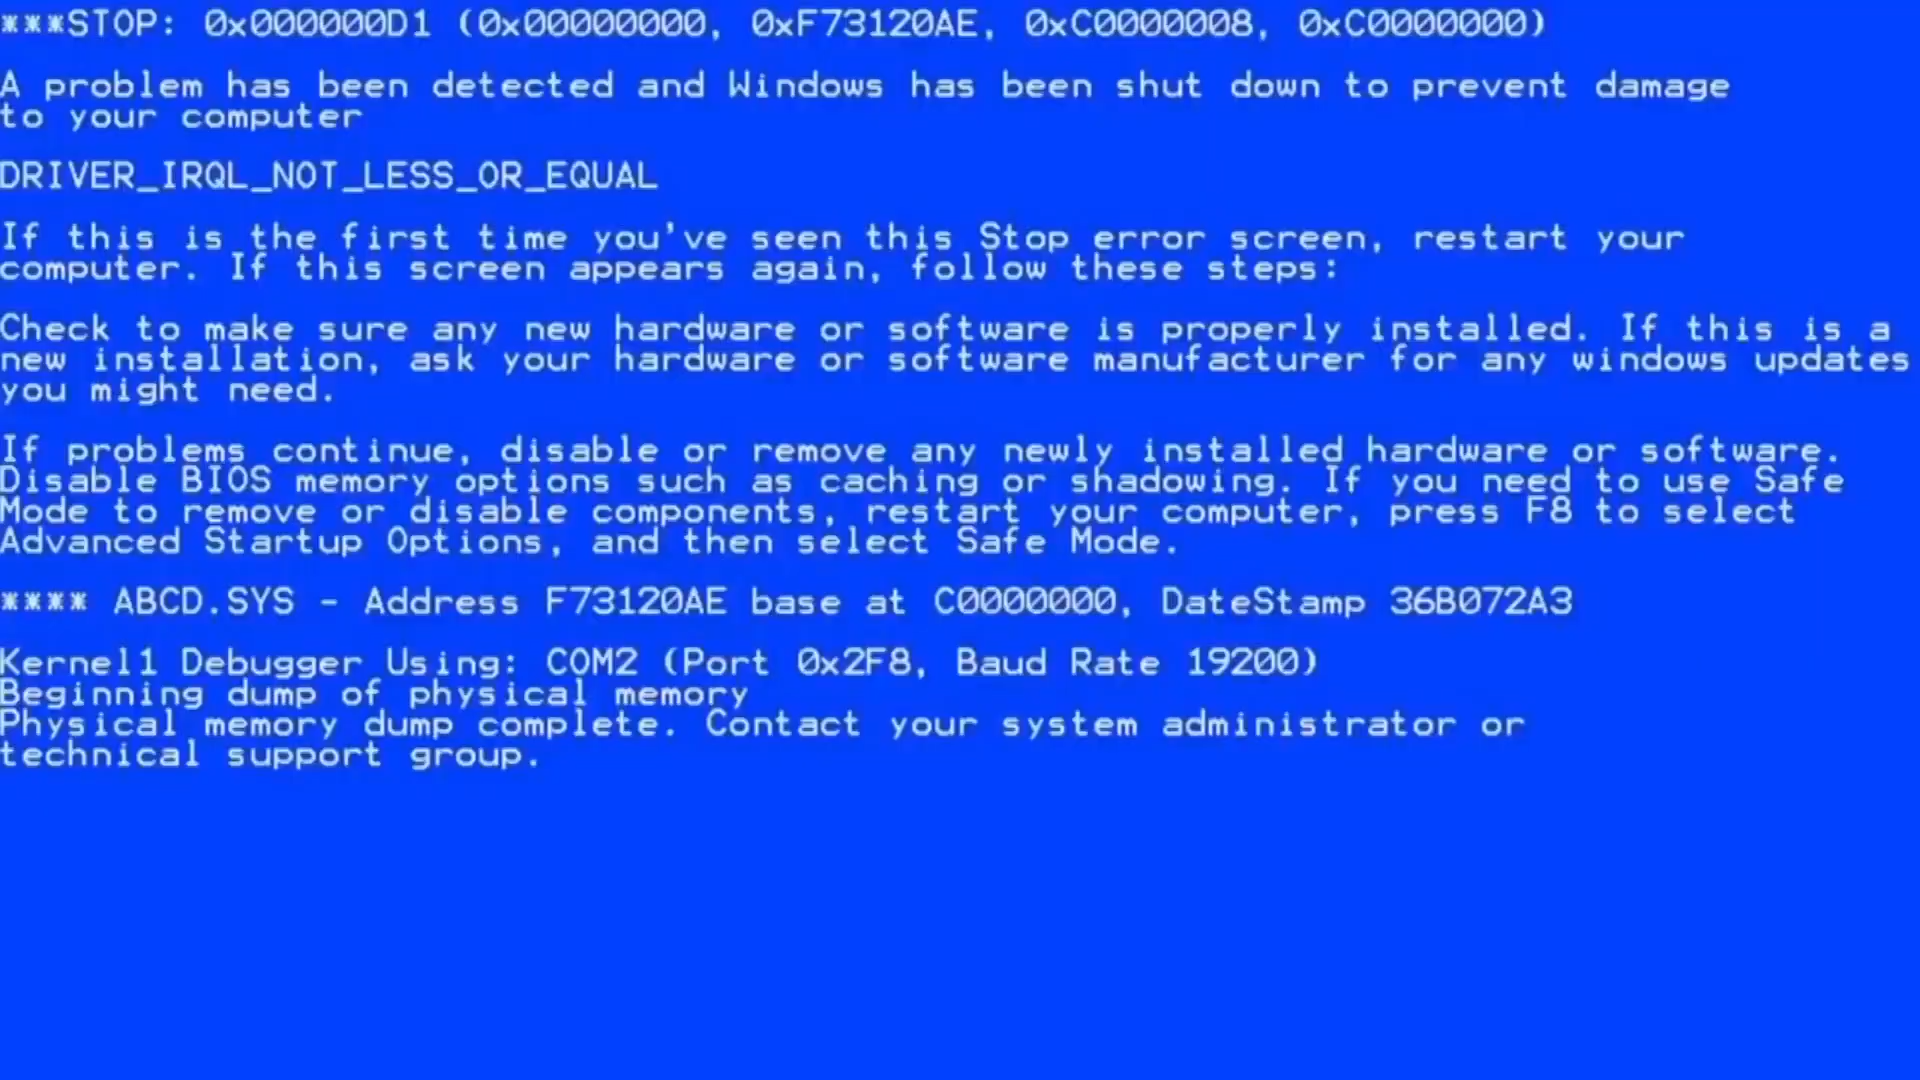 ***STOP: 0x000000D1 (0x00000000, 0xF73120AE, 0xC0000008, 0xC0000000)
A problem has been detected and Windows has been shut down to prevent damage
to your computer
DRIVER_IRQL_NOT_LESS_OR_EQUAL
If this is the first time you've seen this Stop error screen, restart your
computer. If this screen appears again, follow these steps:
Check to make sure any new hardware or software is properly installed. If this is a
new installation, ask your hardware or software manufacturer for any windows updates
you might need.
If problems continue, disable or remove any newly installed hardware or software.
Disable BIOS memory options such as caching or shadowing. If you need to use Safe
Mode to remove or disable components, restart your computer, press F8 to select
Advanced Startup Options, and then select Safe Mode.
**** ABCD.SYS - Address F73120AE base at C0000000, DateStamp 36B072A3
Kernel1 Debugger Using: COM2 (Port 0x2F8, Baud Rate 19200)
Beginning dump of physical memory
Physical memory dump complete. Contact your system administrator or
technical support group.